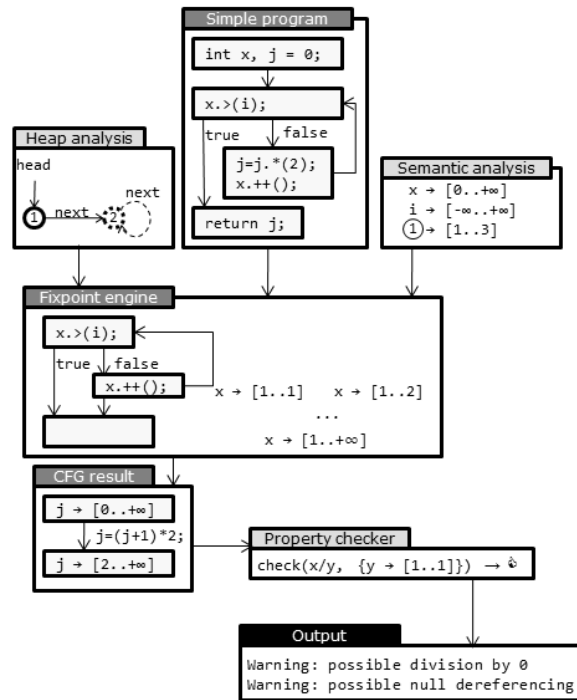 Simple program
int x, j = 0;
x.>(i);
true
false
j=j.*(2);
x.++();
return j;
Heap analysis
head
1
next
2
next
Semantic analysis
x → [0..+∞]
i → [-∞..+∞]
1 → [1..3]
Fixpoint engine
x.>(i);
true
false
x.++();
x → [1..1] x → [1..2]
...
x → [1..+∞]
CFG result
j → [0..+∞]
j=(j+1)*2;
j → [2..+∞]
Property checker
check(x/y, {y → [1..1]}) →
Output
Warning: possible division by 0
Warning: possible null dereferencing